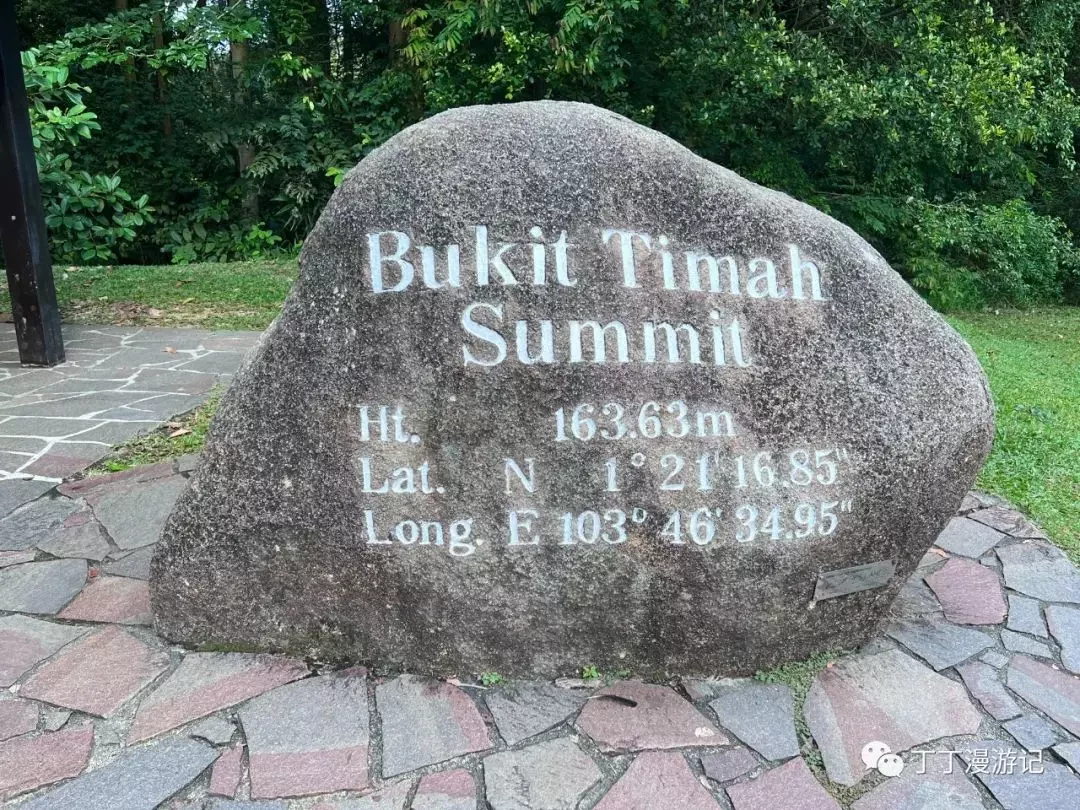 Bukit Timah
Summit
Ht. 163.63m
Lat. N 1° 21' 16.85"
Long. E 103° 46' 34.95"
丁丁漫游记